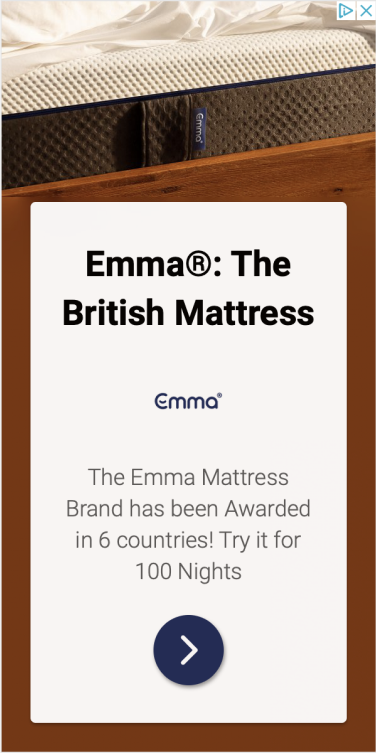 Emma®
Emma®: The
British Mattress
Emma®
The Emma Mattress
Brand has been Awarded
in 6 countries! Try it for
100 Nights